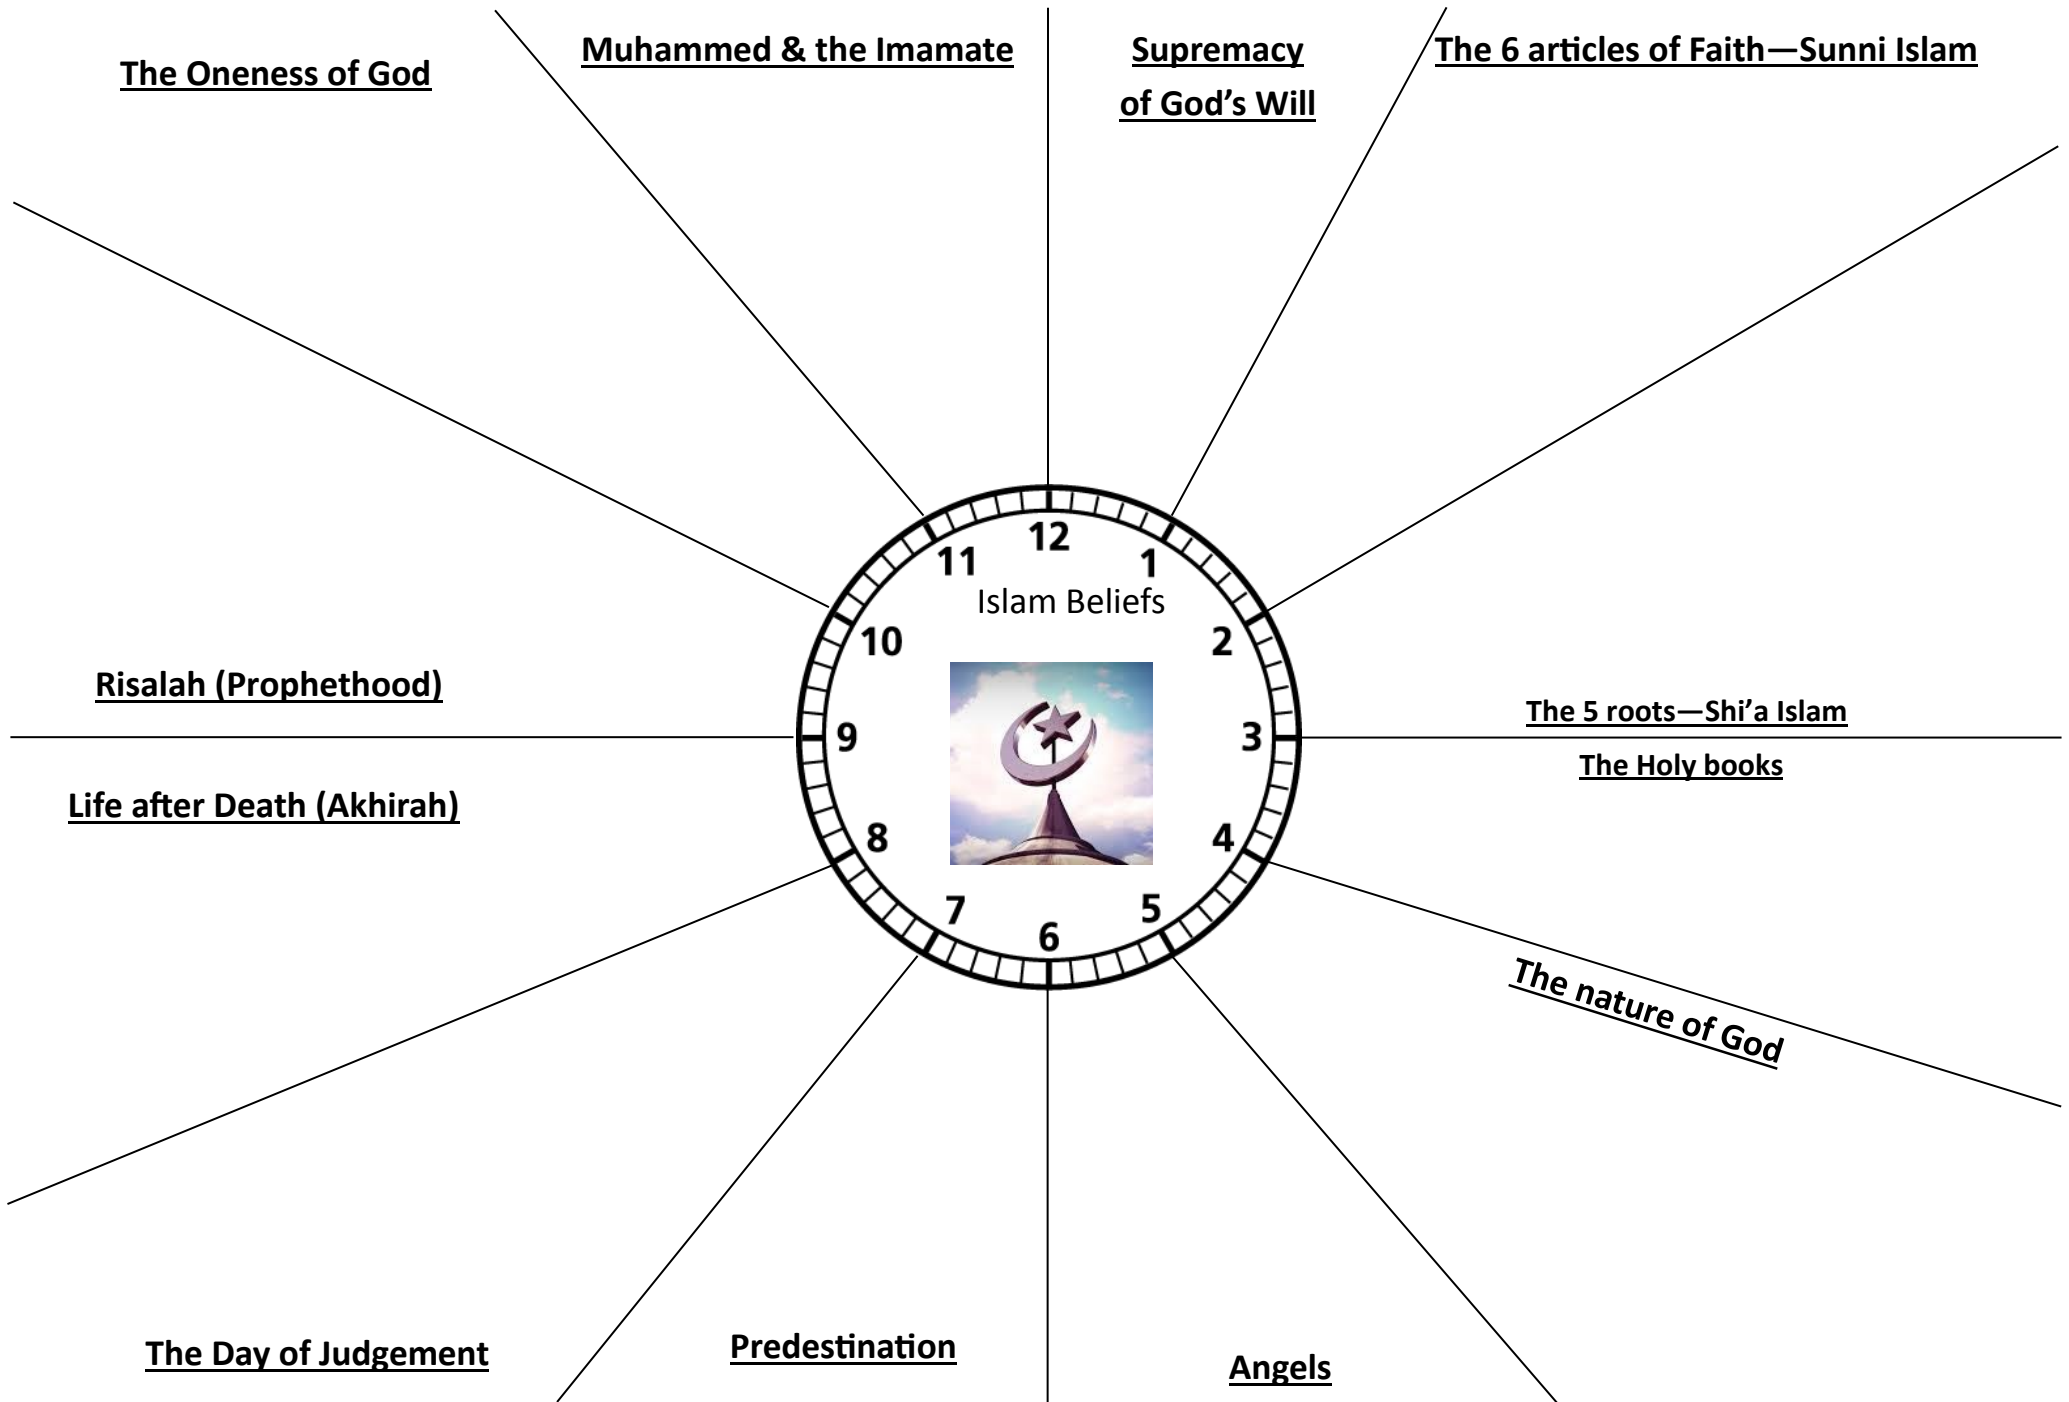 The Oneness of God
Muhammed & the Imamate
Supremacy
of God’s Will
The 6 articles of Faith—Sunni Islam
12
11
1
Islam Beliefs
10
2
Risalah (Prophethood)
The 5 roots—Shi’a Islam
9
3
The Holy books
Life after Death (Akhirah)
8
4
7
5
6
The nature of God
The Day of Judgement
Predestination
Angels